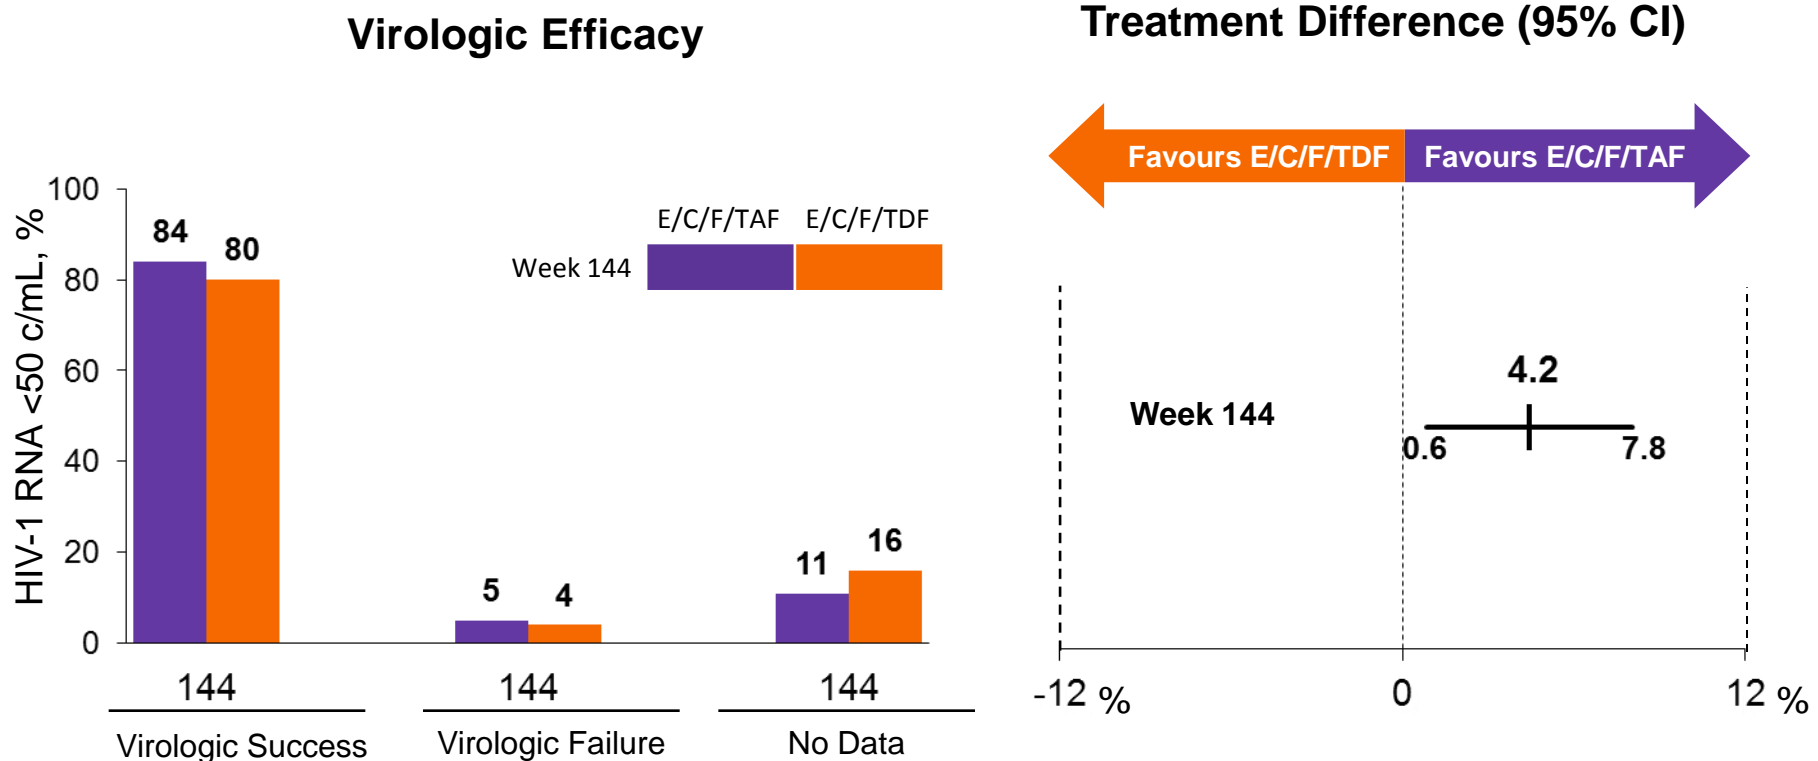 Virologic Efficacy
HIV-1 RNA <50 c/mL, %
100
80
60
40
20
0
84
80
5
4
11
16
E/C/F/TAF E/C/F/TDF
Week 144
144 144 144
Virologic Success Virologic Failure No Data
Treatment Difference (95% CI)
Favours E/C/F/TDF Favours E/C/F/TAF
Week 144
4.2
0.6 7.8
-12 % 0 12 %